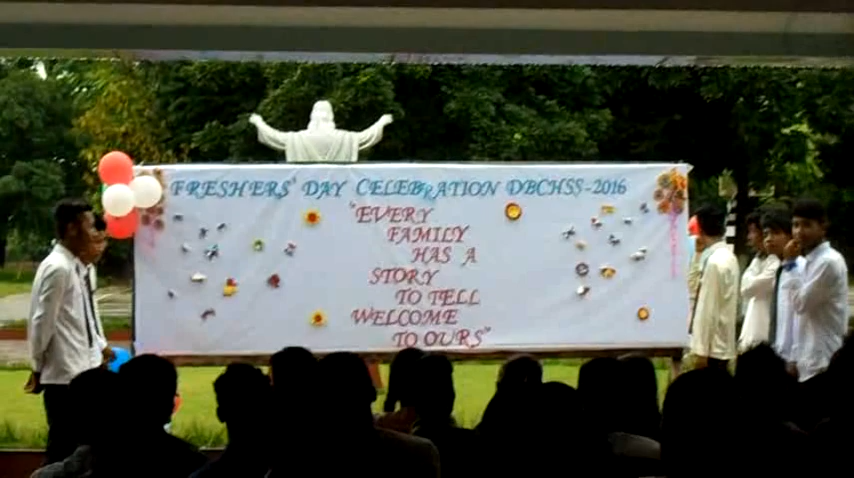 FRESHERS' DAY CELEBRATION DBCHSS-2016
"EVERY
FAMILY
HAS A
STORY
TO TELL
WELCOME
TO OURS"